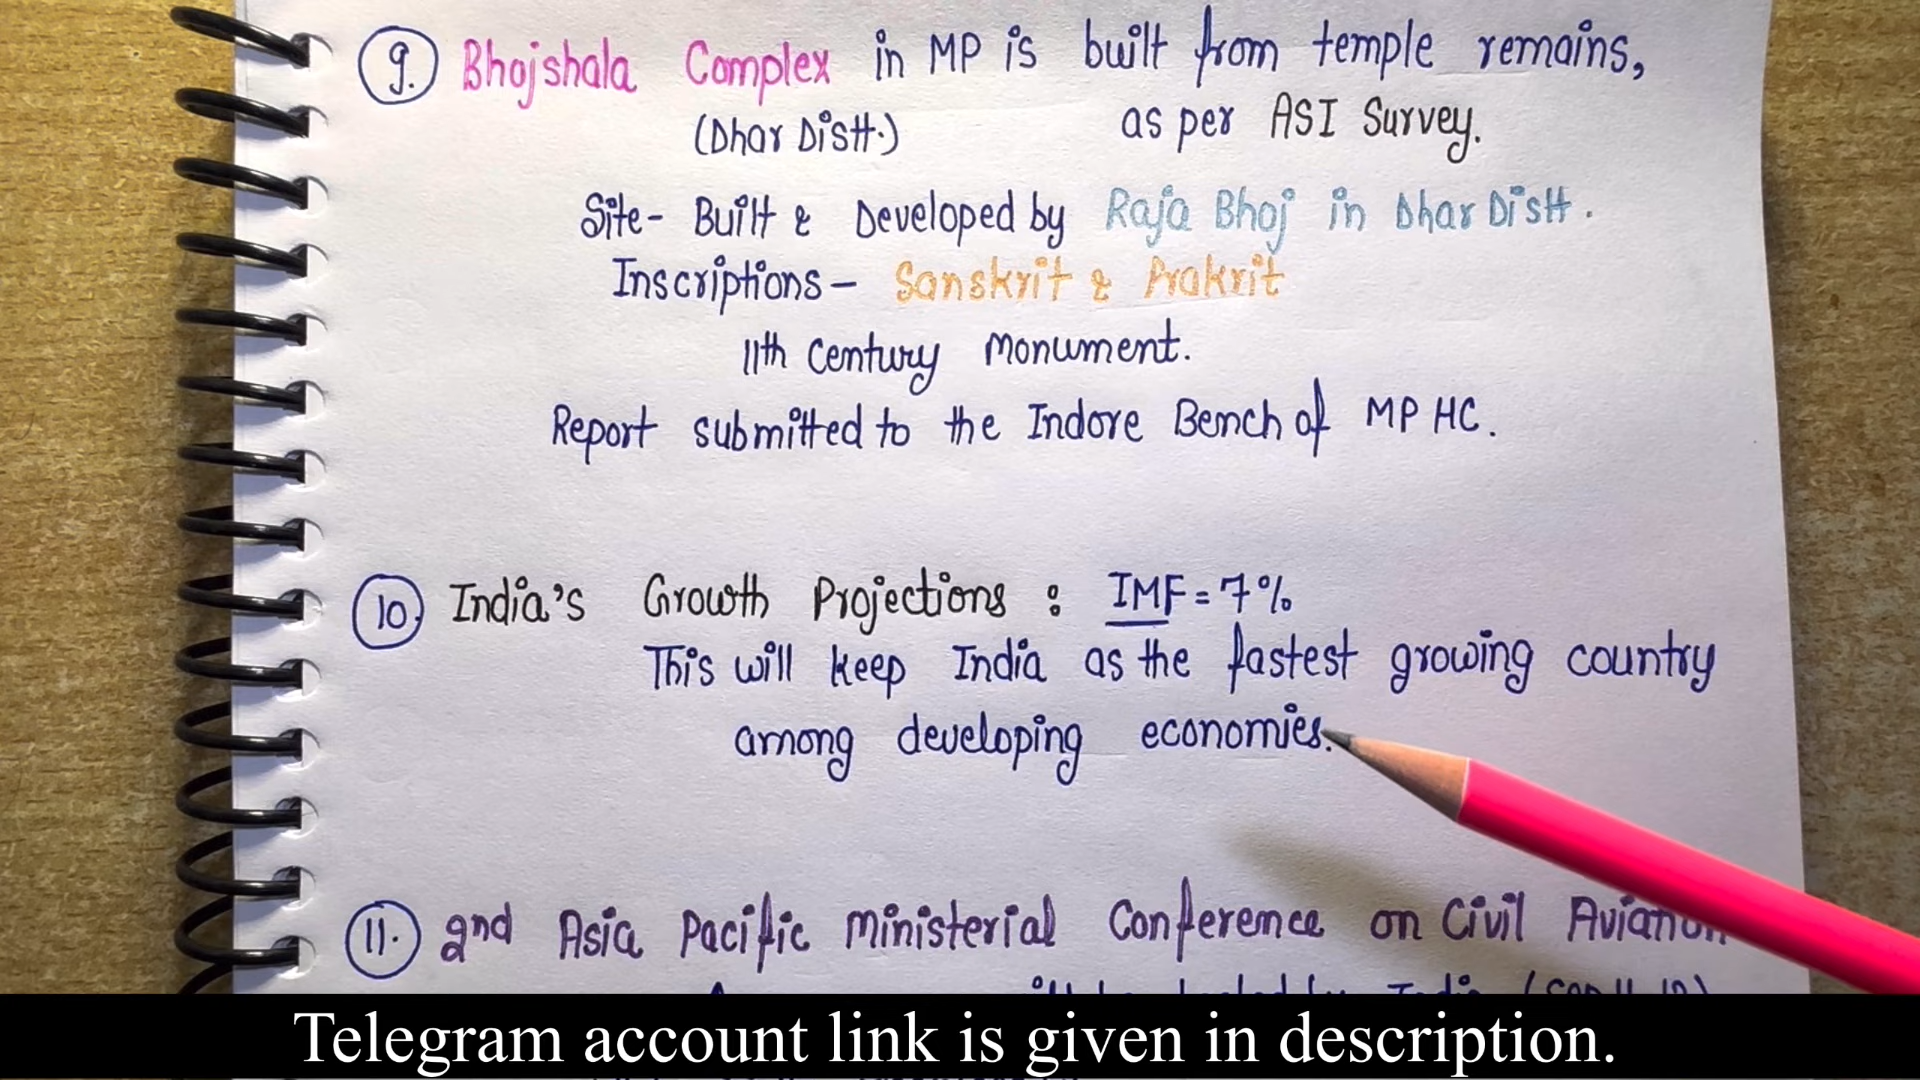 9. Bhojshala Complex in MP is built from temple remains,
(Dhar Distt.) as per ASI Survey.
Site- Built & Developed by Raja Bhoj in Dhar Distt.
Inscriptions- Sanskrit & Prakrit
11th Century Monument.
Report submitted to the Indore Bench of MP HC.
10. India's Growth Projections : IMF = 7%
This will keep India as the fastest growing country
among developing economies.
11. 2nd Asia Pacific Ministerial Conference on Civil Aviation
Telegram account link is given in description.